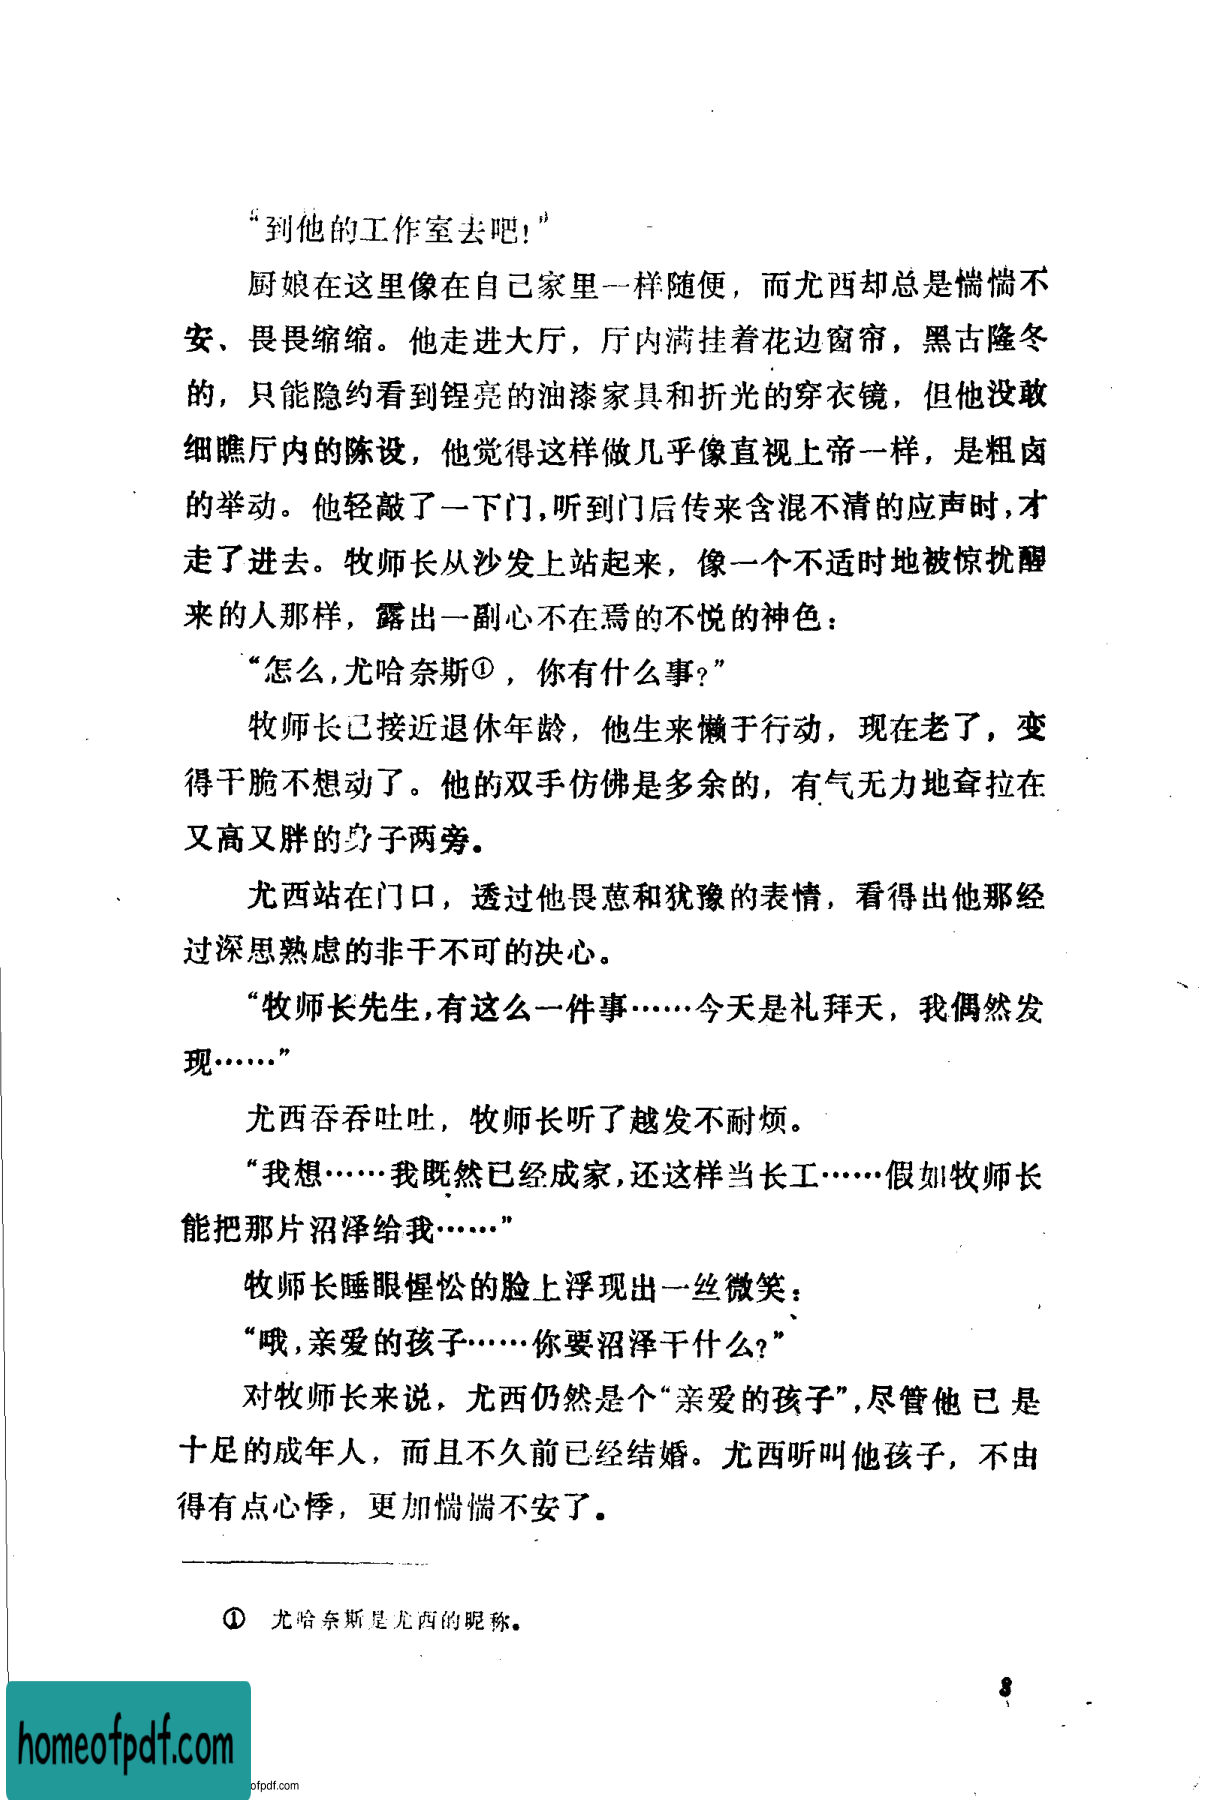 “到他的工作室去吧！”
厨娘在这里像在自己家里一样随便，而尤西却总是惴惴不
安、畏畏缩缩。他走进大厅，厅内满挂着花边窗帘，黑古隆冬
的，只能隐约看到锃亮的油漆家具和折光的穿衣镜，但他没敢
细瞧厅内的陈设，他觉得这样做几乎像直视上帝一样，是粗卤
的举动。他轻敲了一下门，听到门后传来含混不清的应声时，才
走了进去。牧师长从沙发上站起来，像一个不适时地被惊扰醒
来的人那样，露出一副心不在焉的不悦的神色：
“怎么，尤哈奈斯①，你有什么事？”
牧师长已接近退休年龄，他生来懒于行动，现在老了，变
得干脆不想动了。他的双手仿佛是多余的，有气无力地耷拉在
又高又胖的身子两旁。
尤西站在门口，透过他畏葸和犹豫的表情，看得出他那经
过深思熟虑的非干不可的决心。
“牧师长先生，有这么一件事……今天是礼拜天，我偶然发
现……”
尤西吞吞吐吐，牧师长听了越发不耐烦。
“我想……我既然已经成家，还这样当长工……假如牧师长
能把那片沼泽给我……”
牧师长睡眼惺忪的脸上浮现出一丝微笑：
“哦，亲爱的孩子……你要沼泽干什么？”
对牧师长来说，尤西仍然是个“亲爱的孩子”，尽管他已是
十足的成年人，而且不久前已经结婚。尤西听叫他孩子，不由
得有点心悸，更加惴惴不安了。
① 尤哈奈斯是尤西的昵称。
3
homeofpdf.com
ofpdf.com